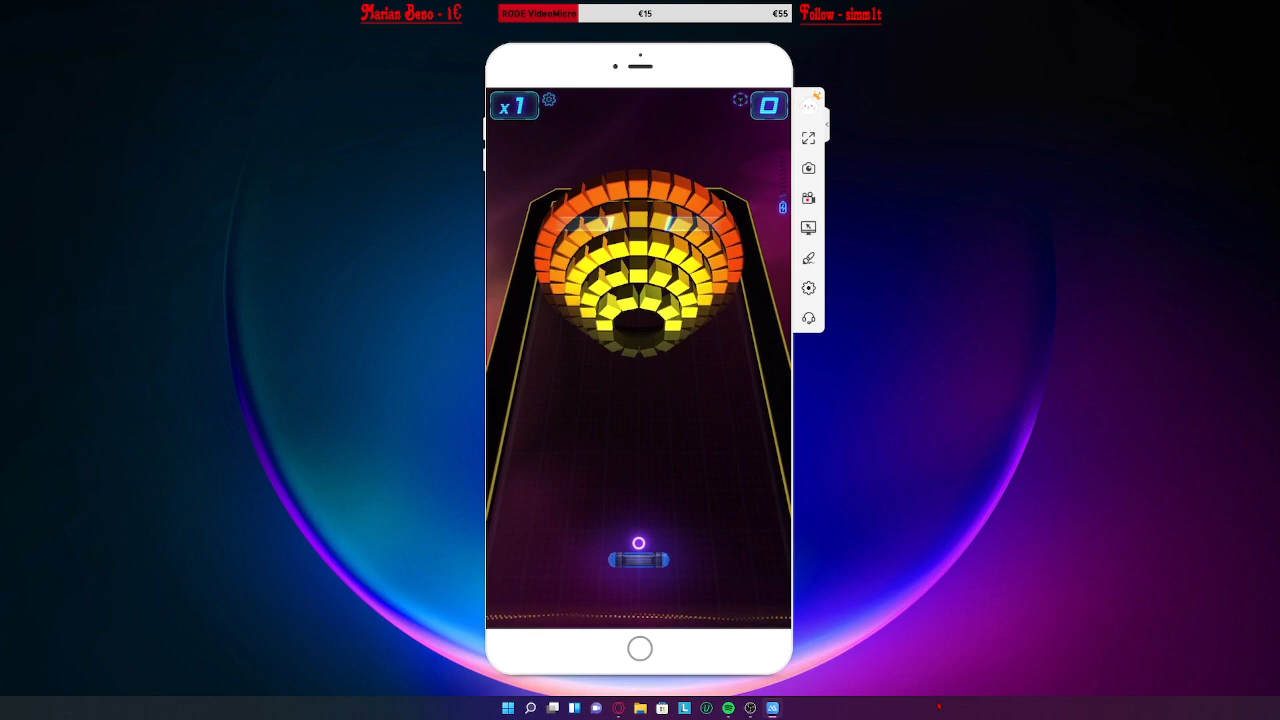 Marian Beno - 1€
RODE VideoMicro €15 €55
Follow - simm1t
x1
0